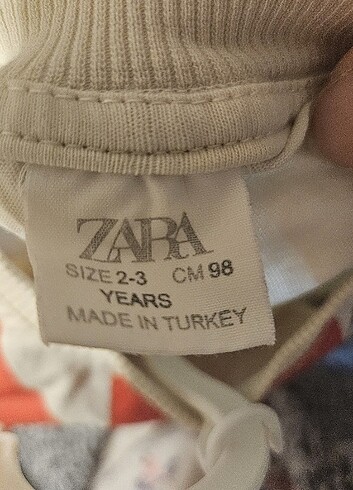 ZARA
SIZE 2-3 CM 98
YEARS
MADE IN TURKEY